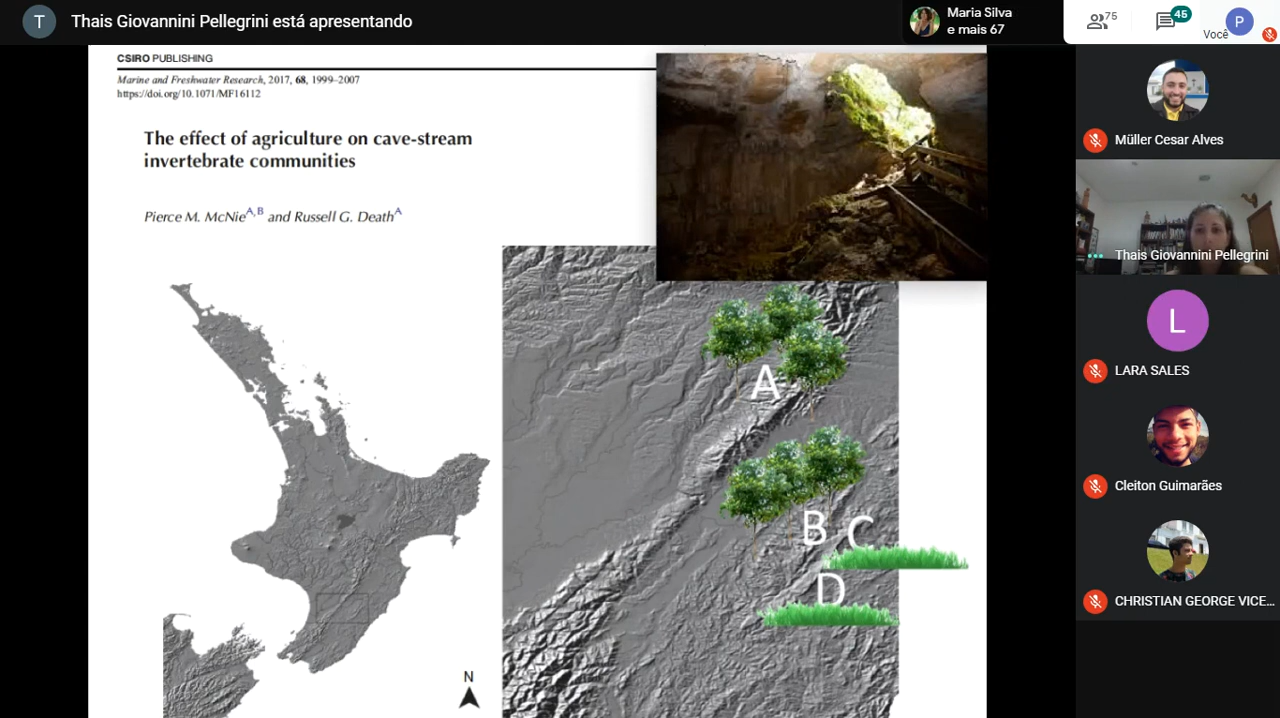 T
Thais Giovannini Pellegrini está apresentando
Maria Silva
e mais 67
75
45
P
Você
CSIRO PUBLISHING
Marine and Freshwater Research, 2017, 68, 1999–2007
https://doi.org/10.1071/MF16112
The effect of agriculture on cave-stream
invertebrate communities
Pierce M. McNieA,B and Russell G. DeathA
A
B
C
D
N
Müller Cesar Alves
Thais Giovannini Pellegrini
L
LARA SALES
Cleiton Guimarães
CHRISTIAN GEORGE VICE...